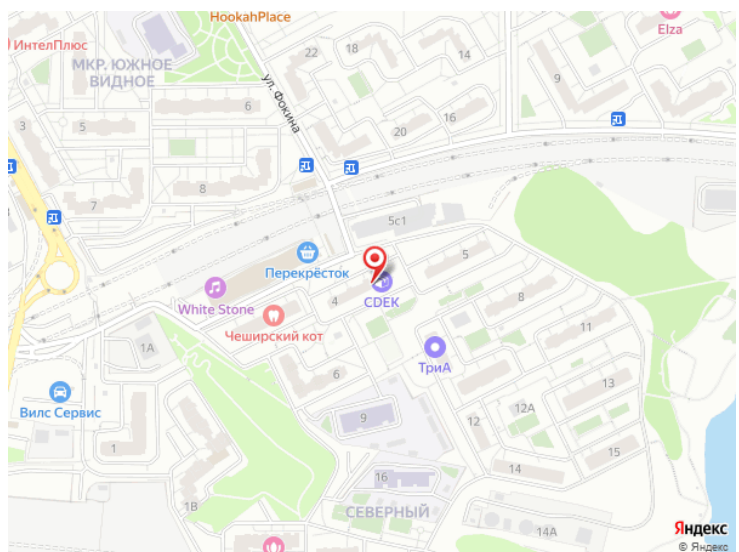 HookahPlace
Elza
ИнтелПлюс
22
18
МКР. ЮЖНОЕ
ВИДНОЕ
14
16
9
ул. Фокина
6
3
5
20
8
7
5с1
Перекрёсток
5
White Stone
4
CDEK
8
Чеширский кот
11
1А
ТриА
6
13
Вилс Сервис
12А
9
12
1
15
14
16
1В
СЕВЕРНЫЙ
14А
Яндекс
© Яндекс